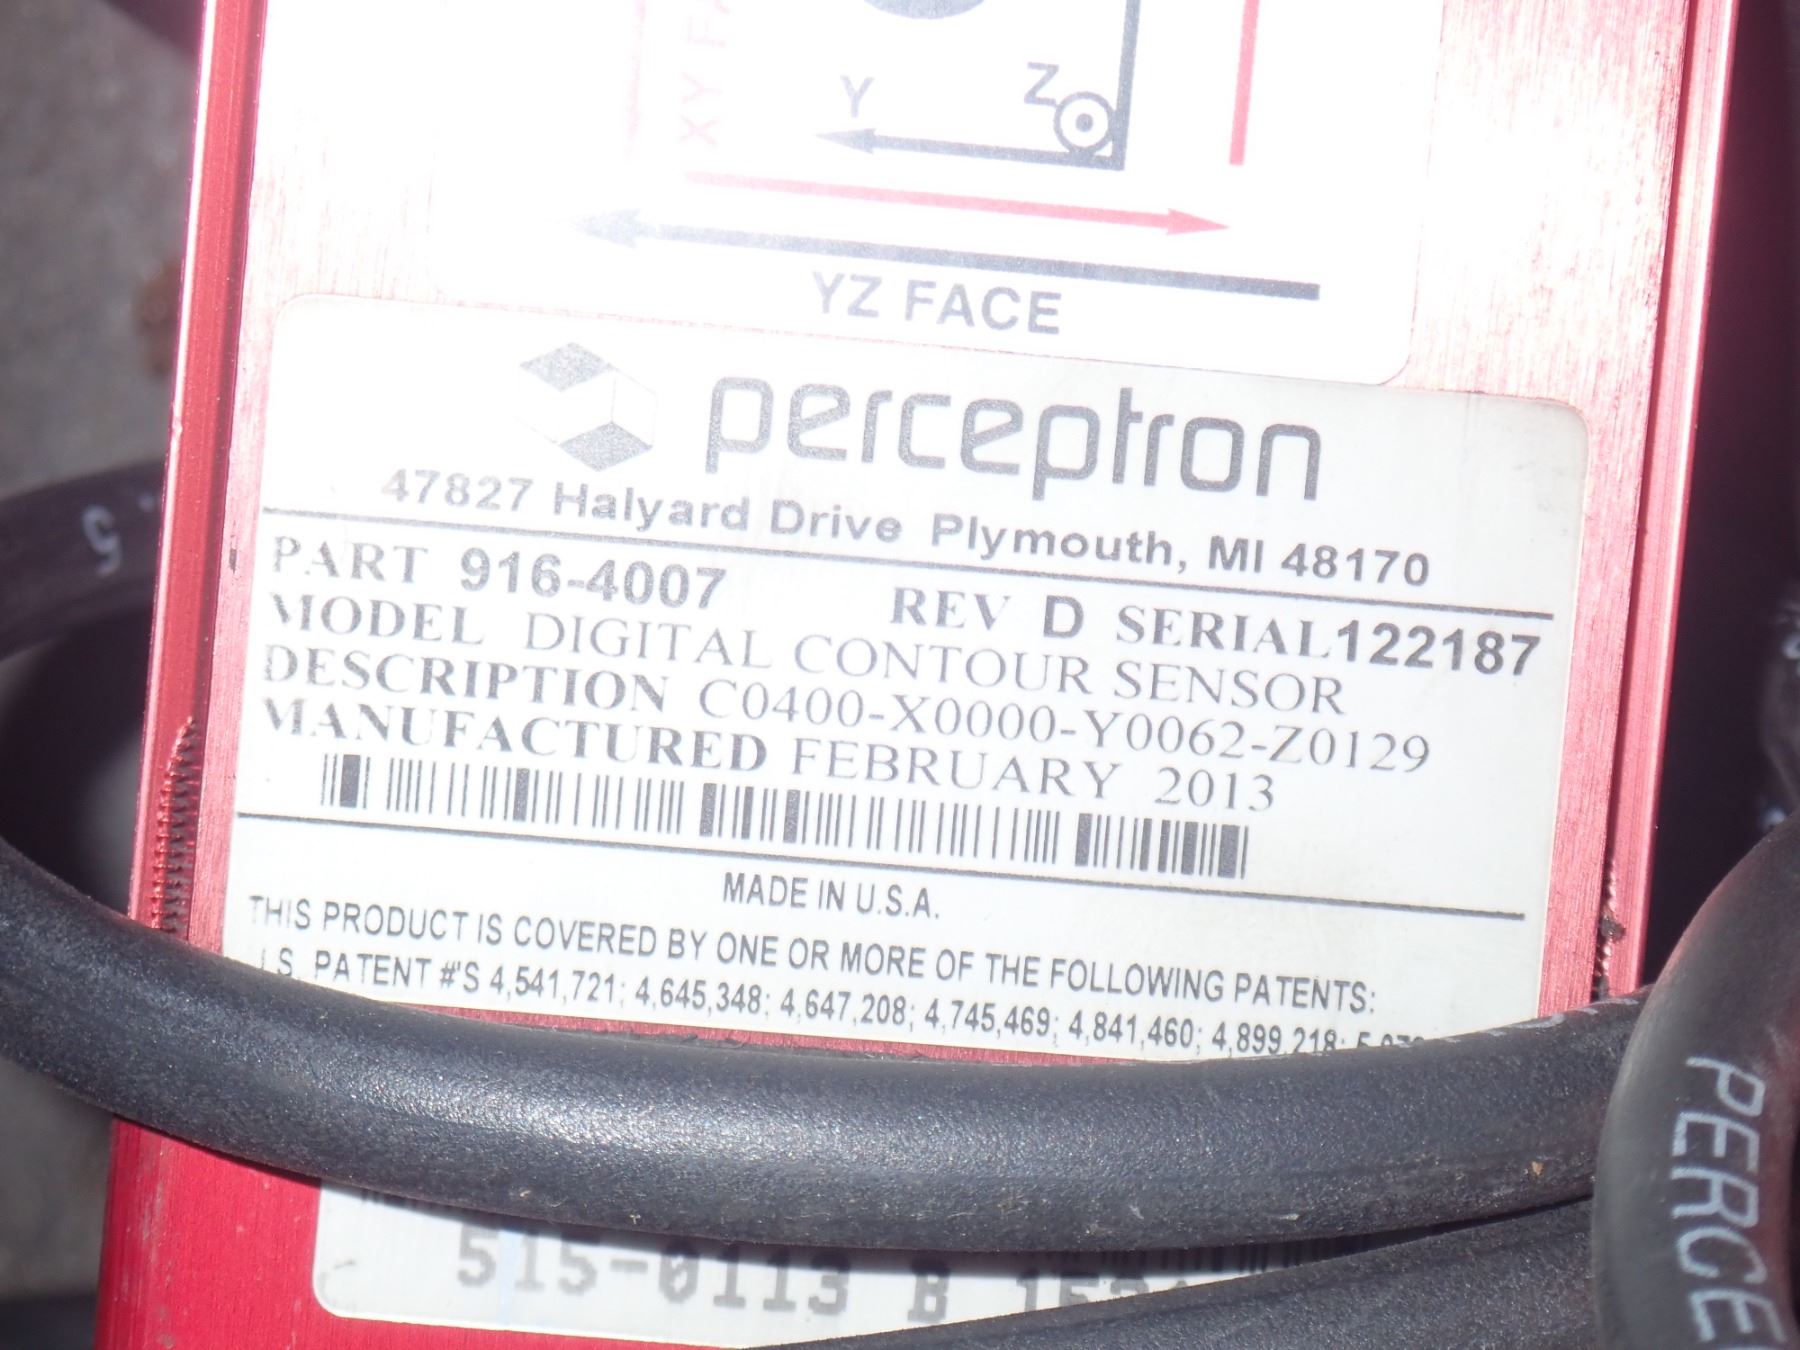 XY FA
Y
Z
YZ FACE
perceptron
47827 Halyard Drive Plymouth, MI 48170
PART 916-4007 REV D SERIAL122187
MODEL DIGITAL CONTOUR SENSOR
DESCRIPTION C0400-X0000-Y0062-Z0129
MANUFACTURED FEBRUARY 2013
MADE IN U.S.A.
THIS PRODUCT IS COVERED BY ONE OR MORE OF THE FOLLOWING PATENTS:
U.S. PATENT #'S 4,541,721; 4,645,348; 4,647,208; 4,745,469; 4,841,460; 4,899,218;
515-0113 B
PERCE
5